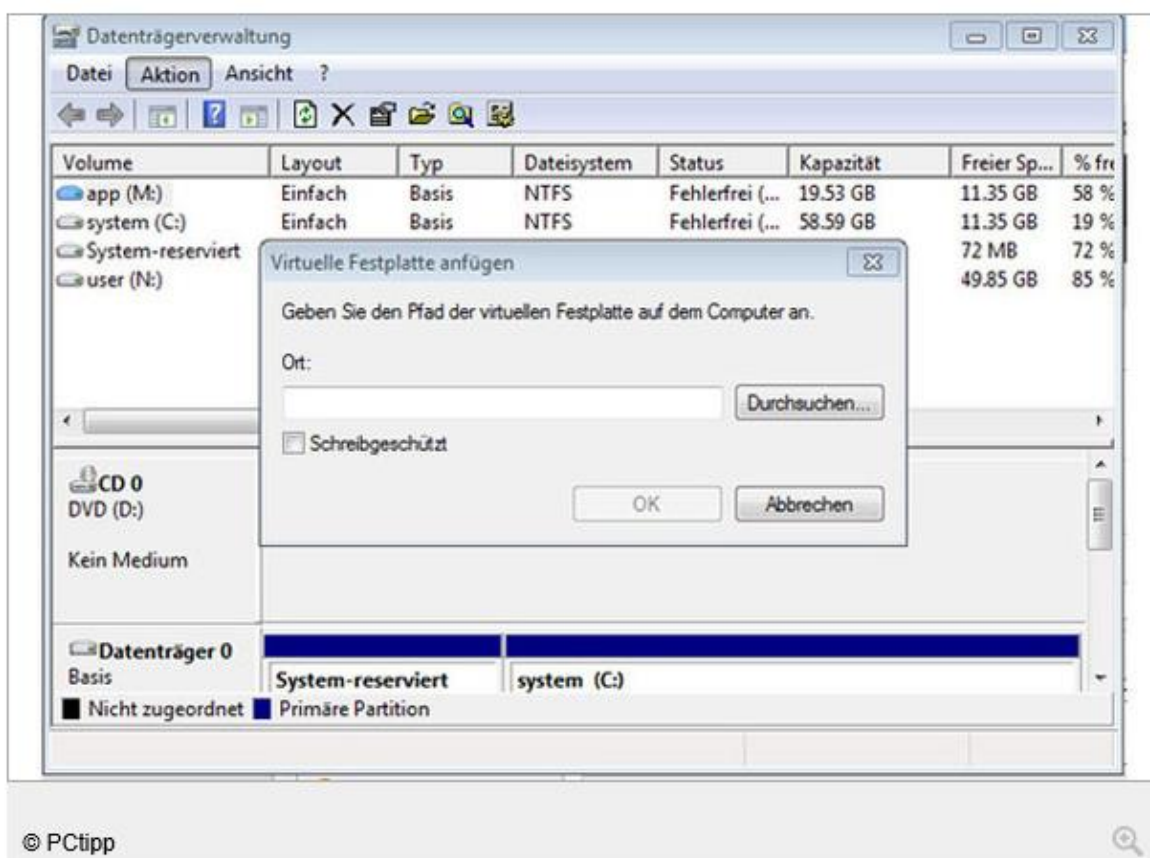 Datenträgerverwaltung
Datei Aktion Ansicht ?
Volume Layout Typ Dateisystem Status Kapazität Freier Sp... % fre
app (M:) Einfach Basis NTFS Fehlerfrei (... 19.53 GB 11.35 GB 58 %
system (C:) Einfach Basis NTFS Fehlerfrei (... 58.59 GB 11.35 GB 19 %
System-reserviert 72 MB 72 %
user (N:) 49.85 GB 85 %
Virtuelle Festplatte anfügen
Geben Sie den Pfad der virtuellen Festplatte auf dem Computer an.
Ort:
Durchsuchen...
Schreibgeschützt
OK Abbrechen
CD 0
DVD (D:)
Kein Medium
Datenträger 0
Basis
System-reserviert system (C:)
Nicht zugeordnet Primäre Partition
© PCtipp